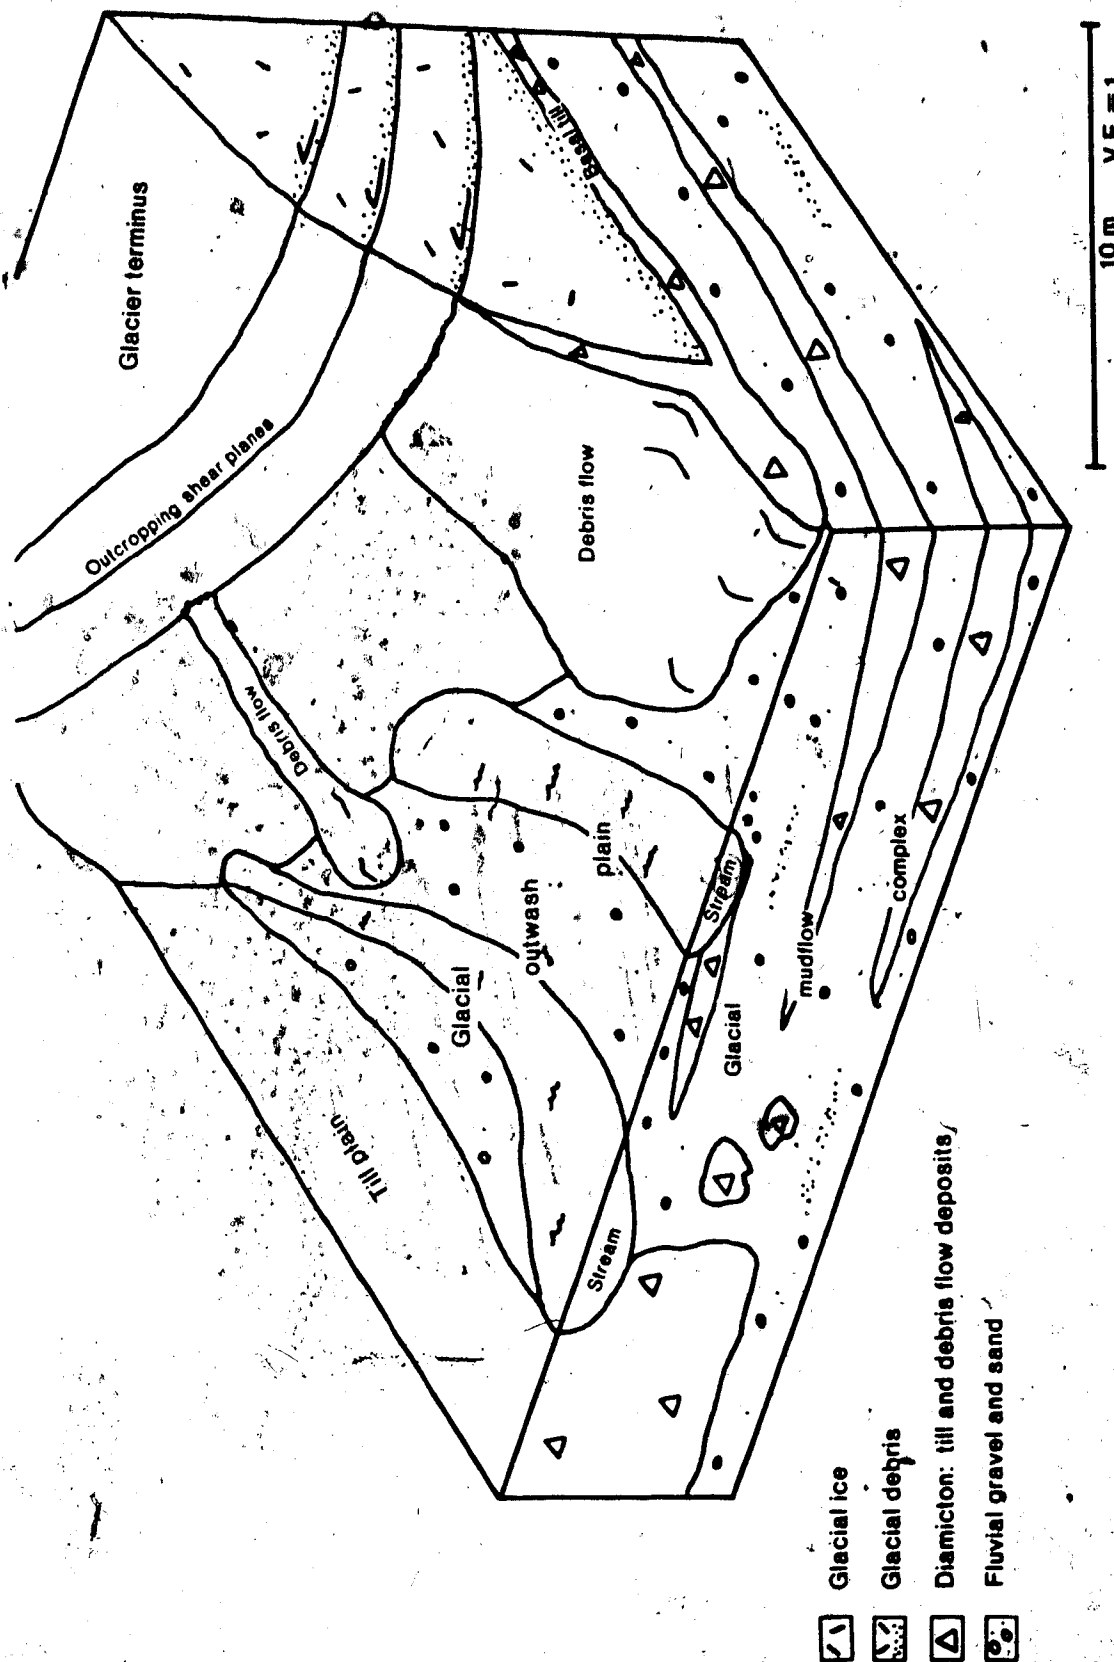 Glacier terminus
Outcropping shear planes
Basal till
Debris flow
Debris flow
Till plain
Glacial
outwash
plain
Stream
Stream
Glacial
mudflow
complex
Glacial ice
Glacial debris
Diamicton: till and debris flow deposits
Fluvial gravel and sand
10 m V.E. = 1